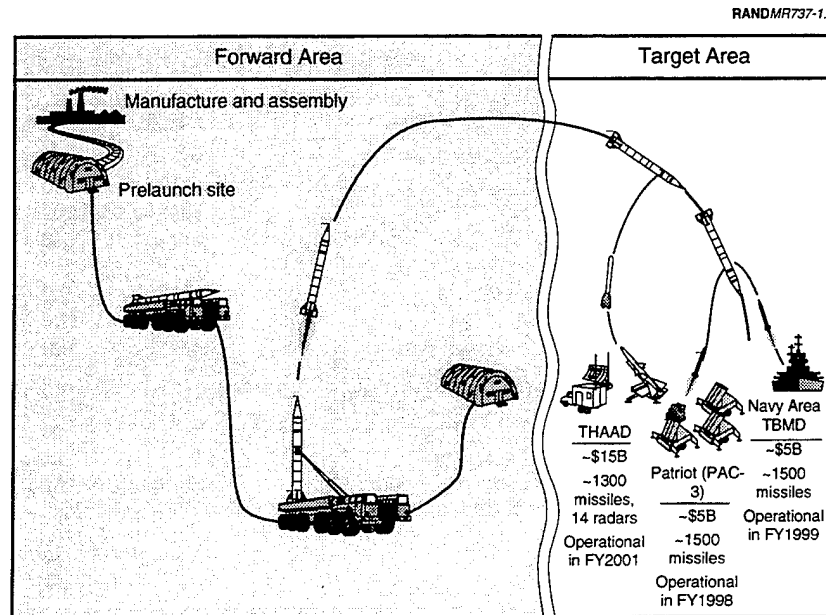 RANDMR737-1.
Forward Area
Target Area
Manufacture and assembly
Prelaunch site
THAAD
~$15B
~1300
missiles,
14 radars
Operational
in FY2001
Patriot (PAC-
3)
~$5B
~1500
missiles
Operational
in FY1998
Navy Area
TBMD
~$5B
~1500
missiles
Operational
in FY1999